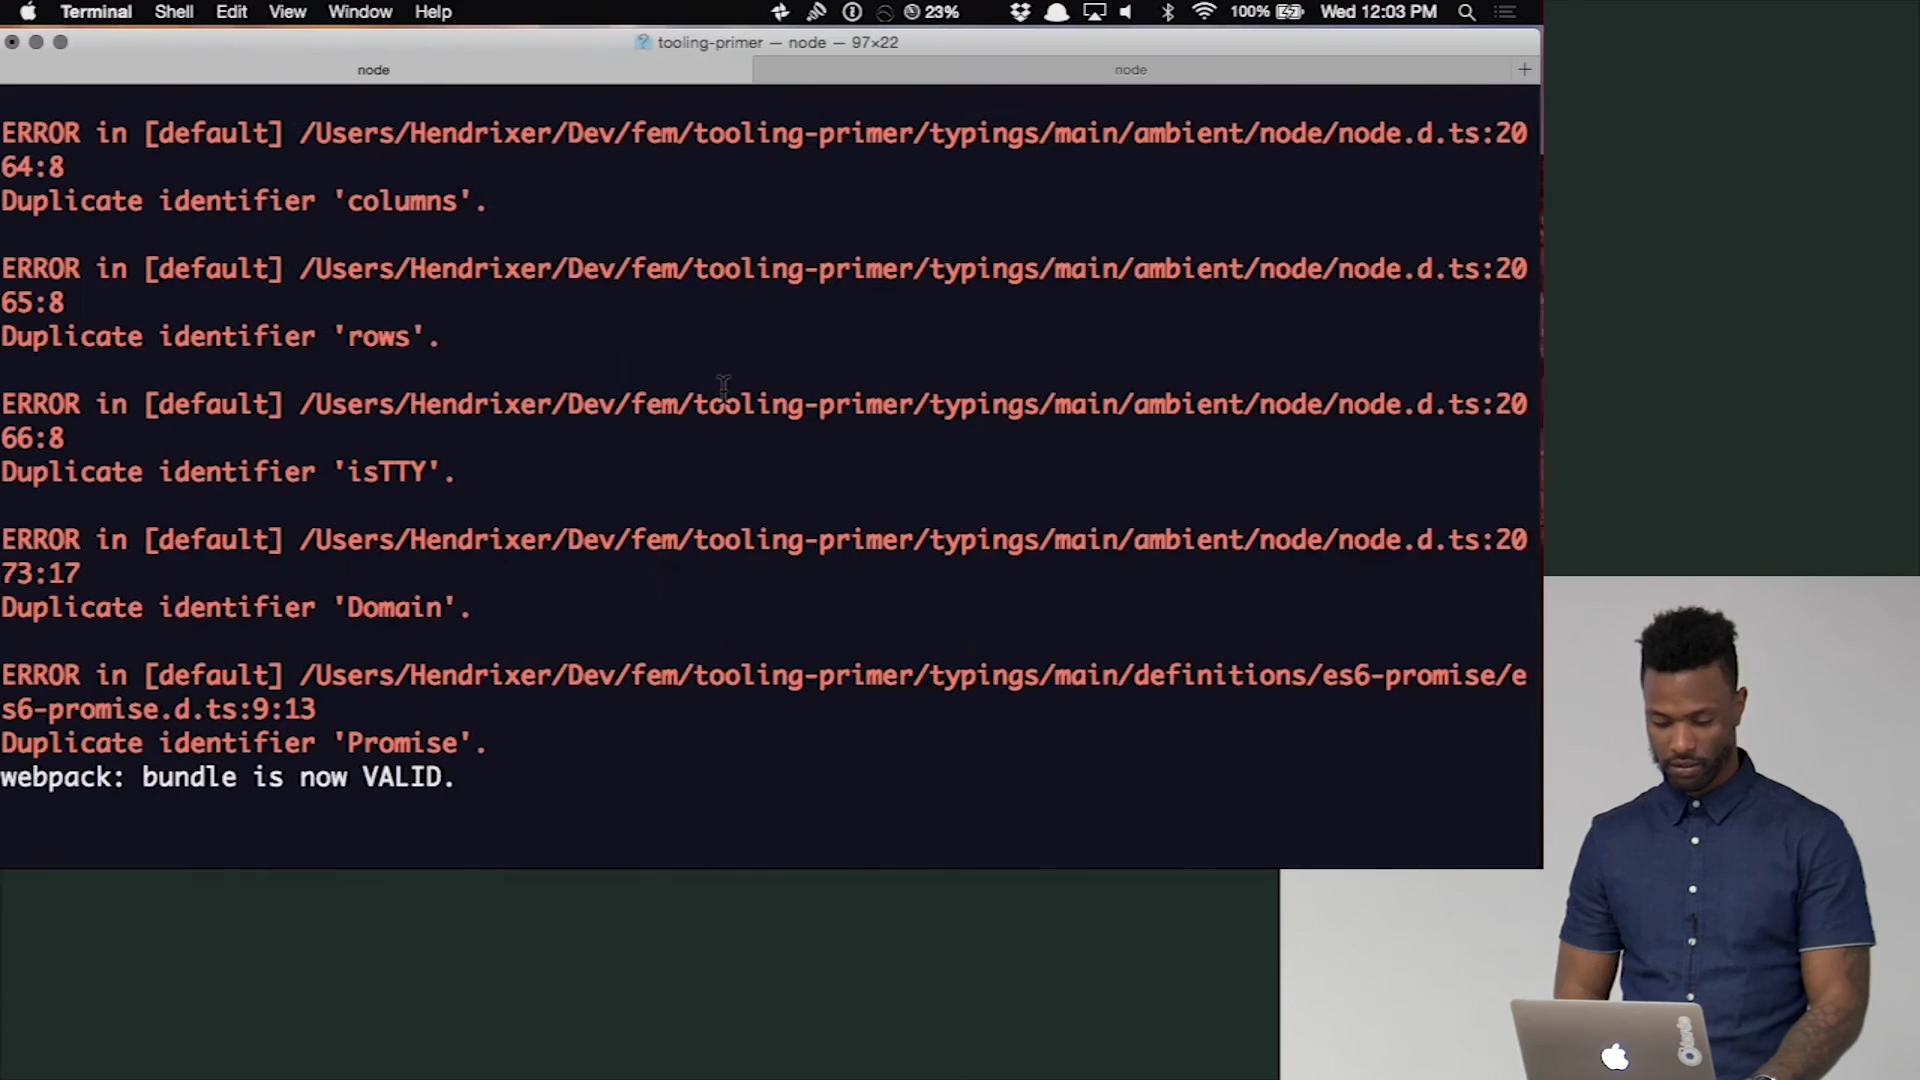 Terminal Shell Edit View Window Help 23% 100% Wed 12:03 PM
tooling-primer — node — 97×22
node node +
ERROR in [default] /Users/Hendrixer/Dev/fem/tooling-primer/typings/main/ambient/node/node.d.ts:20
64:8
Duplicate identifier 'columns'.
ERROR in [default] /Users/Hendrixer/Dev/fem/tooling-primer/typings/main/ambient/node/node.d.ts:20
65:8
Duplicate identifier 'rows'.
ERROR in [default] /Users/Hendrixer/Dev/fem/tooling-primer/typings/main/ambient/node/node.d.ts:20
66:8
Duplicate identifier 'isTTY'.
ERROR in [default] /Users/Hendrixer/Dev/fem/tooling-primer/typings/main/ambient/node/node.d.ts:20
73:17
Duplicate identifier 'Domain'.
ERROR in [default] /Users/Hendrixer/Dev/fem/tooling-primer/typings/main/definitions/es6-promise/e
s6-promise.d.ts:9:13
Duplicate identifier 'Promise'.
webpack: bundle is now VALID.